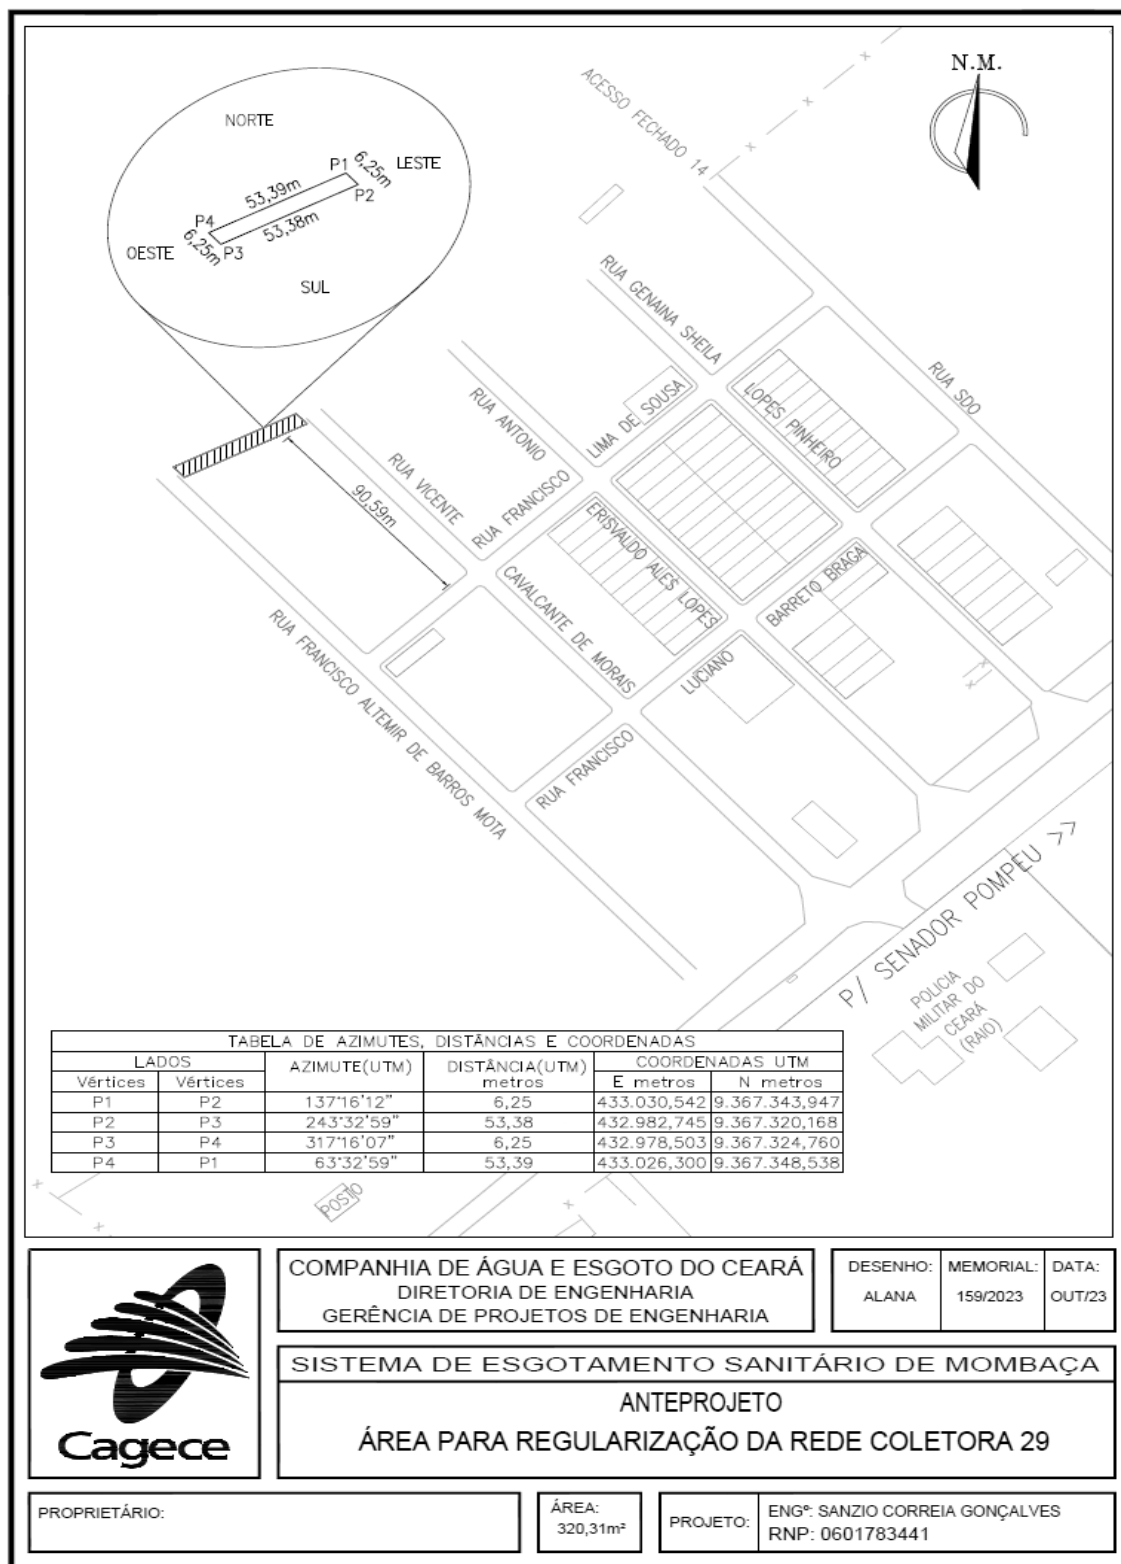 N.M.
ACESSO FECHADO 14
NORTE
LESTE
OESTE
SUL
P1
6,25m
P2
53,39m
53,38m
P4
6,25m
P3
RUA GENAINA SHEILA
LOPES PINHEIRO
RUA SDO
RUA ANTONIO
ERISVALDO ALES LOPES
LIMA DE SOUSA
RUA FRANCISCO
RUA VICENTE
CAVALCANTE DE MORAIS
90,59m
BARRETO BRAGA
LUCIANO
RUA FRANCISCO
RUA FRANCISCO ALTEMIR DE BARROS MOTA
P/ SENADOR POMPEU >>
POLICIA
MILITAR DO
CEARÁ
(RAIO)
TABELA DE AZIMUTES, DISTÂNCIAS E COORDENADAS
LADOS AZIMUTE(UTM) DISTÂNCIA(UTM) metros COORDENADAS UTM
Vértices Vértices E metros N metros
P1 P2 137°16'12" 6,25 433.030,542 9.367.343,947
P2 P3 243°32'59" 53,38 432.982,745 9.367.320,168
P3 P4 317°16'07" 6,25 432.978,503 9.367.324,760
P4 P1 63°32'59" 53,39 433.026,300 9.367.348,538
POSTO
Cagece
COMPANHIA DE ÁGUA E ESGOTO DO CEARÁ
DIRETORIA DE ENGENHARIA
GERÊNCIA DE PROJETOS DE ENGENHARIA
DESENHO:
ALANA
MEMORIAL:
159/2023
DATA:
OUT/23
SISTEMA DE ESGOTAMENTO SANITÁRIO DE MOMBAÇA
ANTEPROJETO
ÁREA PARA REGULARIZAÇÃO DA REDE COLETORA 29
PROPRIETÁRIO:
ÁREA:
320,31m²
PROJETO:
ENGº: SANZIO CORREIA GONÇALVES
RNP: 0601783441